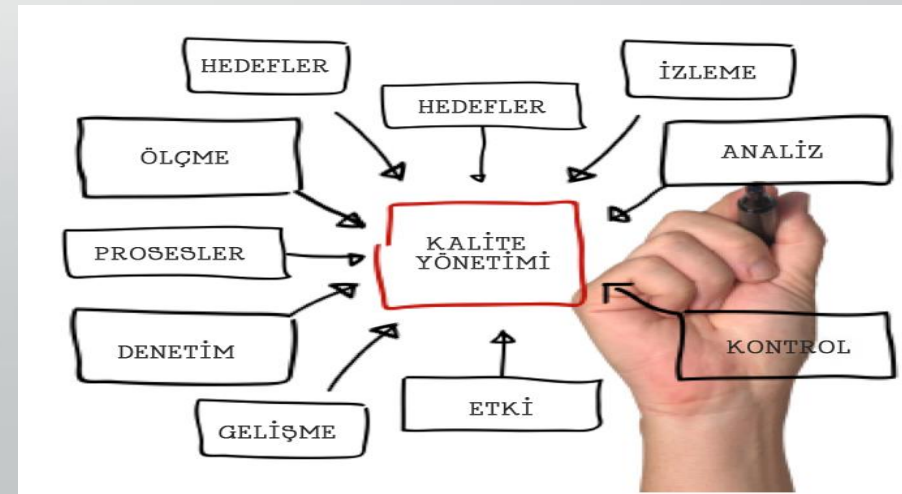 HEDEFLER
HEDEFLER
İZLEME
ÖLÇME
ANALİZ
PROSESLER
KALİTE
YÖNETİMİ
DENETİM
KONTROL
GELİŞME
ETKİ